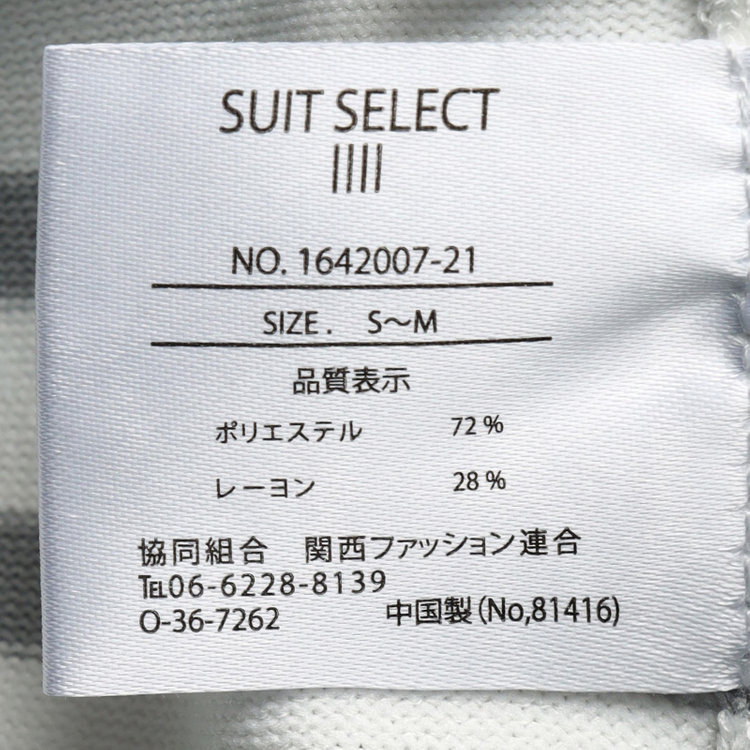 SUIT SELECT
NO. 1642007-21
SIZE. S～M
品質表示
ポリエステル 72%
レーヨン 28%
協同組合 関西ファッション連合
TEL06-6228-8139
O-36-7262 中国製(No,81416)